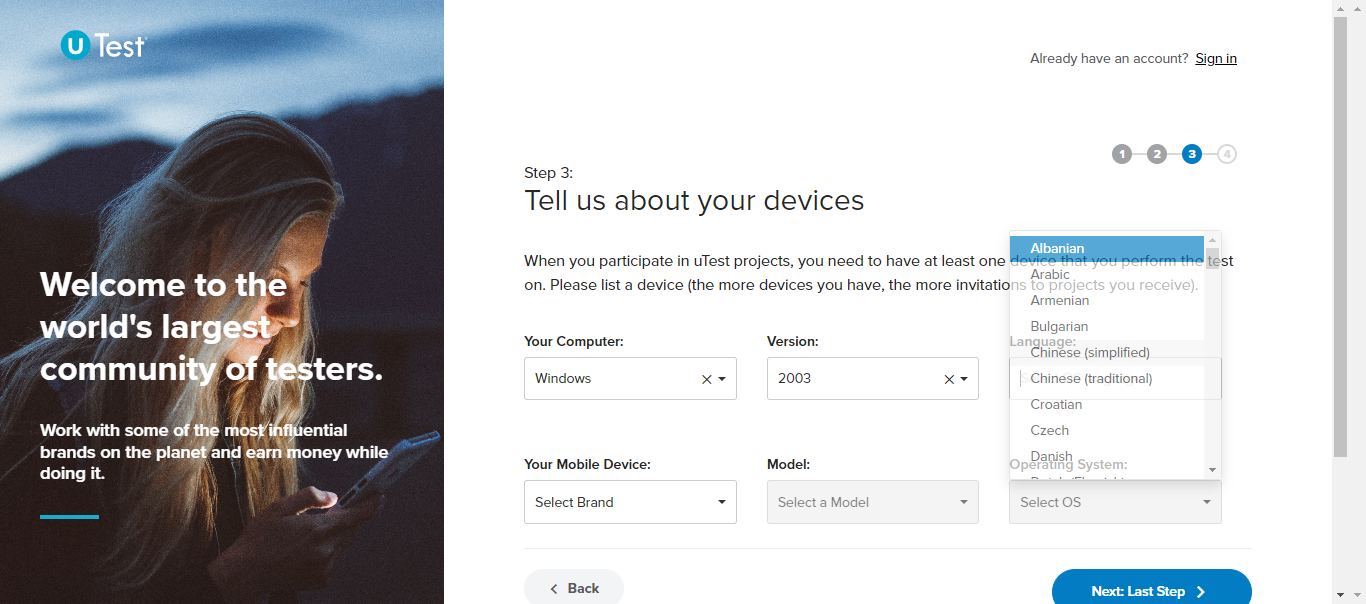 U Test
Already have an account? Sign in
1 2 3 4
Step 3:
Tell us about your devices
When you participate in uTest projects, you need to have at least one device that you perform the test
on. Please list a device (the more devices you have, the more invitations to projects you receive).
Albanian
Arabic
Armenian
Bulgarian
Chinese (simplified)
Chinese (traditional)
Croatian
Czech
Danish
Your Computer:
Windows
Version:
2003
Language:
Your Mobile Device:
Select Brand
Model:
Select a Model
Operating System:
Select OS
Back
Next: Last Step
Welcome to the
world's largest
community of testers.
Work with some of the most influential
brands on the planet and earn money while
doing it.